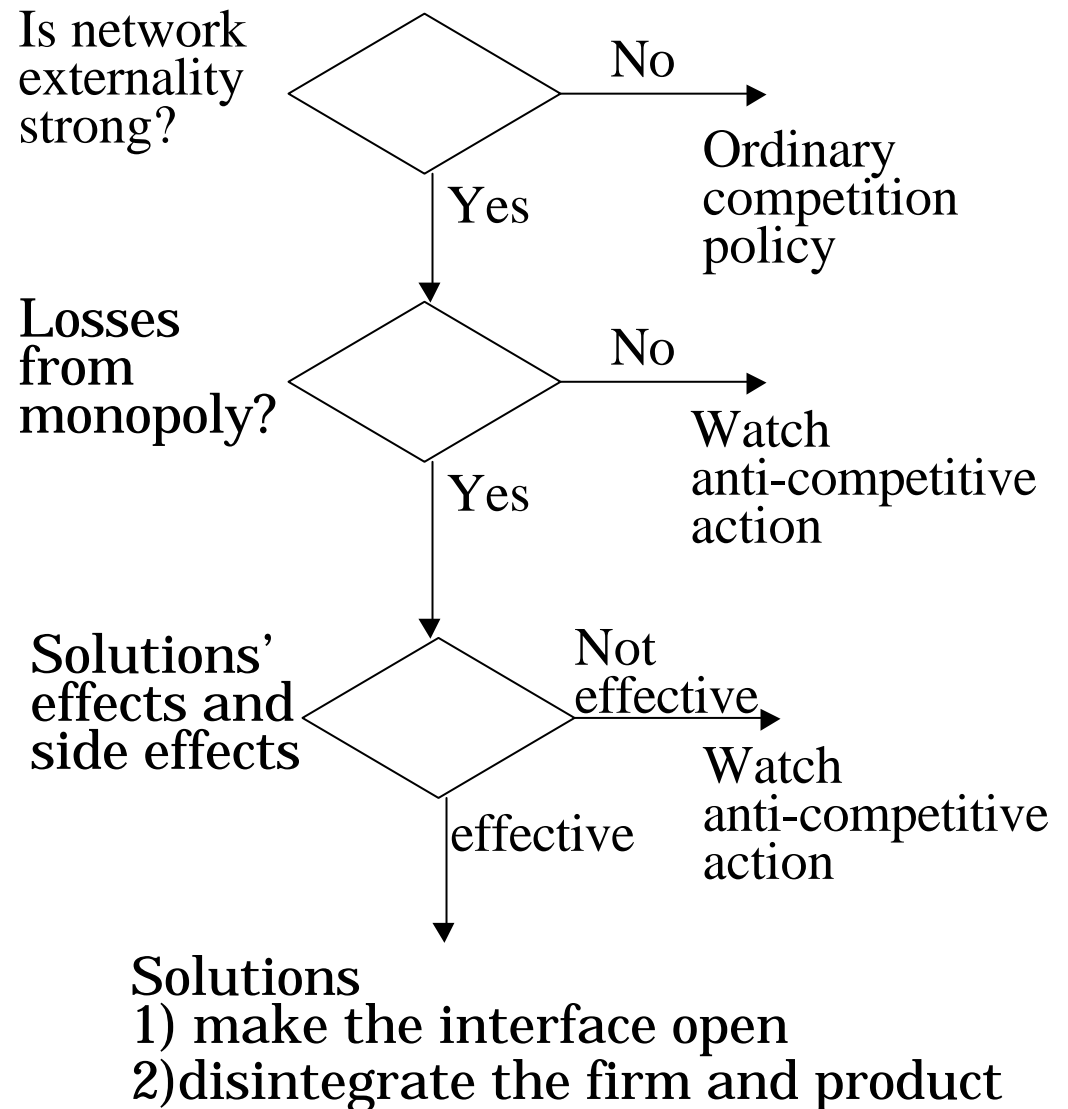 Is network
externality
strong?
No
Ordinary
competition
policy
Yes
Losses
from
monopoly?
No
Watch
anti-competitive
action
Yes
Solutions’
effects and
side effects
Not
effective
Watch
anti-competitive
action
effective
Solutions
1) make the interface open
2)disintegrate the firm and product